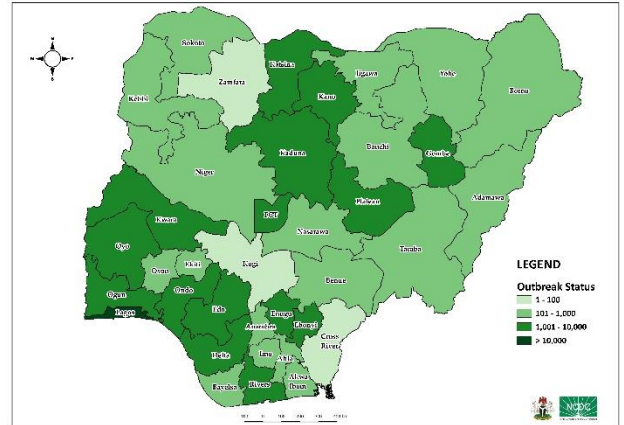 N
S
Sokoto
Katsina
Zamfara
Jigawa
Yobe
Borno
Kano
Kebbi
Kaduna
Bauchi
Gombe
Niger
Adamawa
Plateau
FCT
Kwara
Nasarawa
Oyo
Taraba
Kogi
Ekiti
Osun
Benue
LEGEND
Outbreak Status
1 - 100
101 - 1,000
1,001 - 10,000
> 10,000
Ogun
Ondo
Edo
Lagos
Enugu
Ebonyi
Anambra
Cross
River
Delta
Imo
Abia
Akwa
Ibom
Rivers
Bayelsa
NCDC